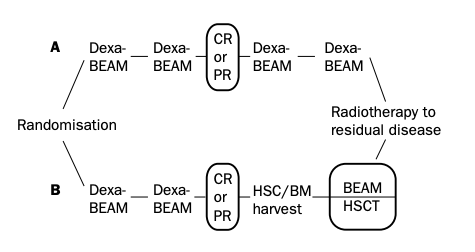 A
Dexa-
BEAM
Dexa-
BEAM
CR
or
PR
Dexa-
BEAM
Dexa-
BEAM
Randomisation
Radiotherapy to
residual disease
B
Dexa-
BEAM
Dexa-
BEAM
CR
or
PR
HSC/BM
harvest
BEAM
HSCT